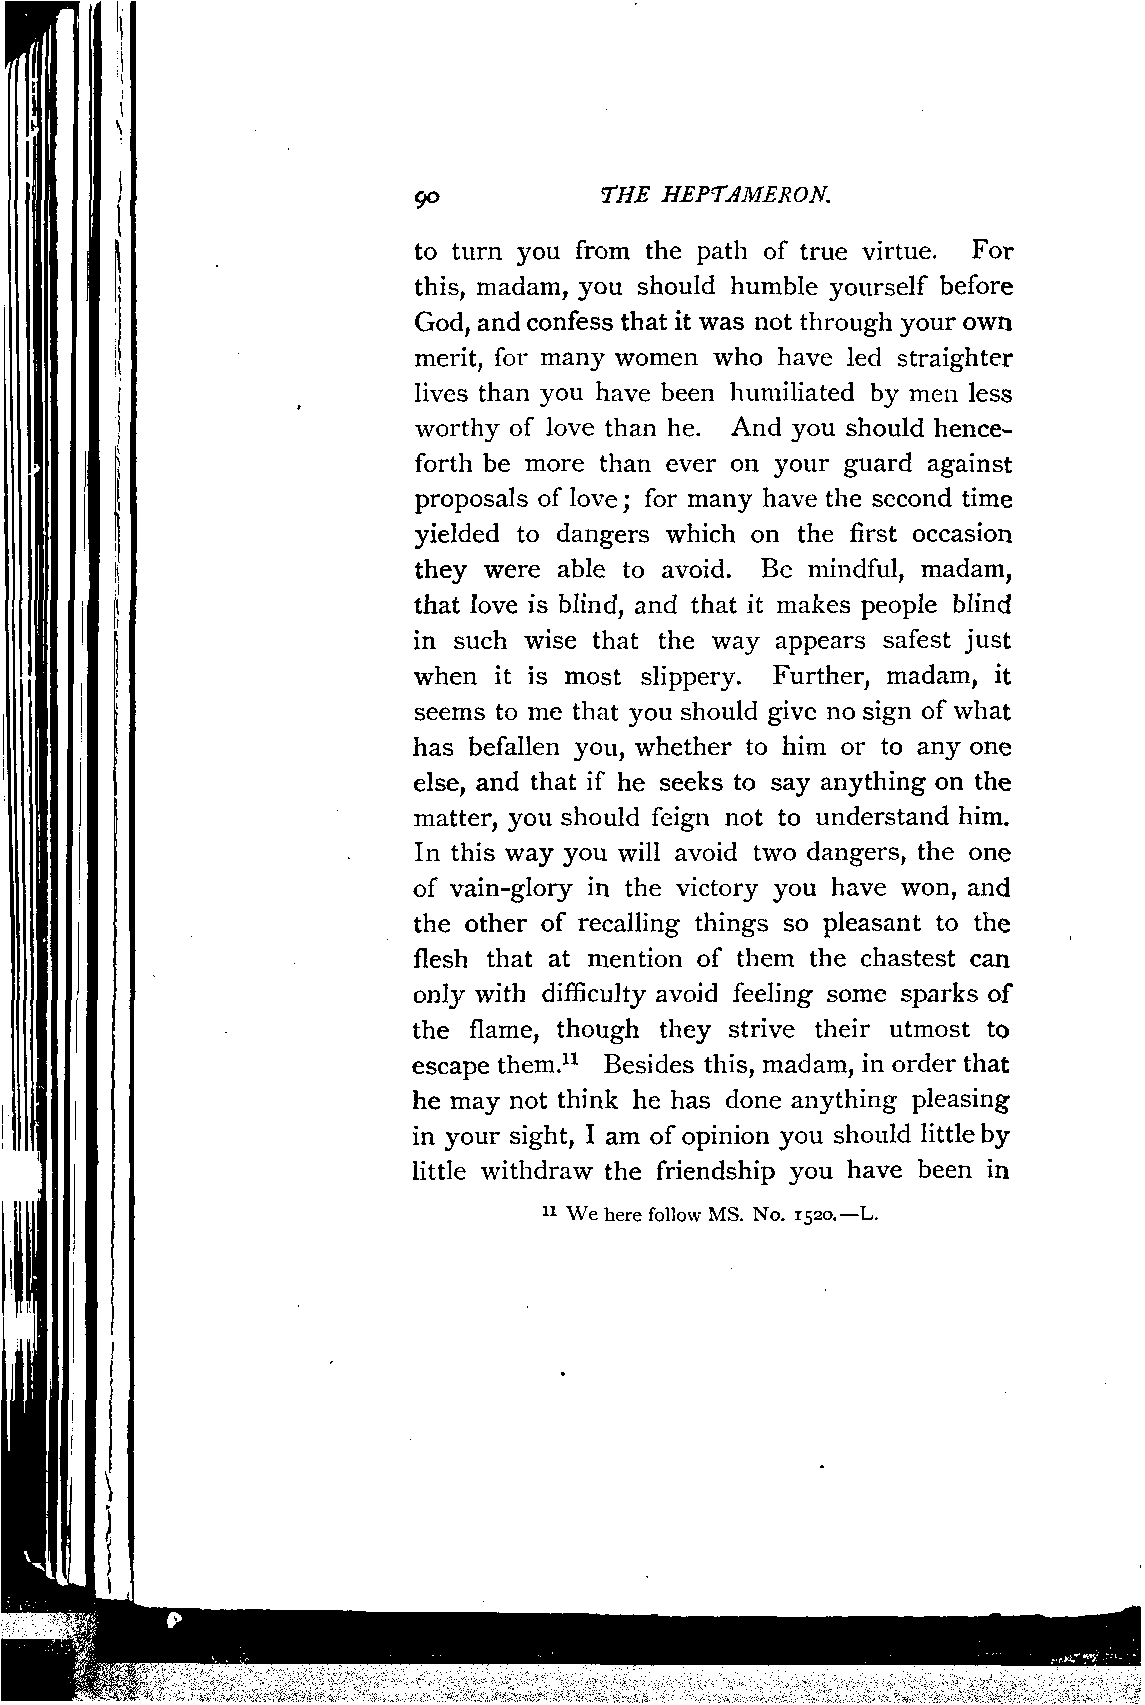 90 THE HEPTAMERON.
to turn you from the path of true virtue. For
this, madam, you should humble yourself before
God, and confess that it was not through your own
merit, for many women who have led straighter
lives than you have been humiliated by men less
worthy of love than he. And you should hence-
forth be more than ever on your guard against
proposals of love; for many have the second time
yielded to dangers which on the first occasion
they were able to avoid. Be mindful, madam,
that love is blind, and that it makes people blind
in such wise that the way appears safest just
when it is most slippery. Further, madam, it
seems to me that you should give no sign of what
has befallen you, whether to him or to any one
else, and that if he seeks to say anything on the
matter, you should feign not to understand him.
In this way you will avoid two dangers, the one
of vain-glory in the victory you have won, and
the other of recalling things so pleasant to the
flesh that at mention of them the chastest can
only with difficulty avoid feeling some sparks of
the flame, though they strive their utmost to
escape them.¹¹ Besides this, madam, in order that
he may not think he has done anything pleasing
in your sight, I am of opinion you should little by
little withdraw the friendship you have been in
¹¹ We here follow MS. No. 1520.—L.